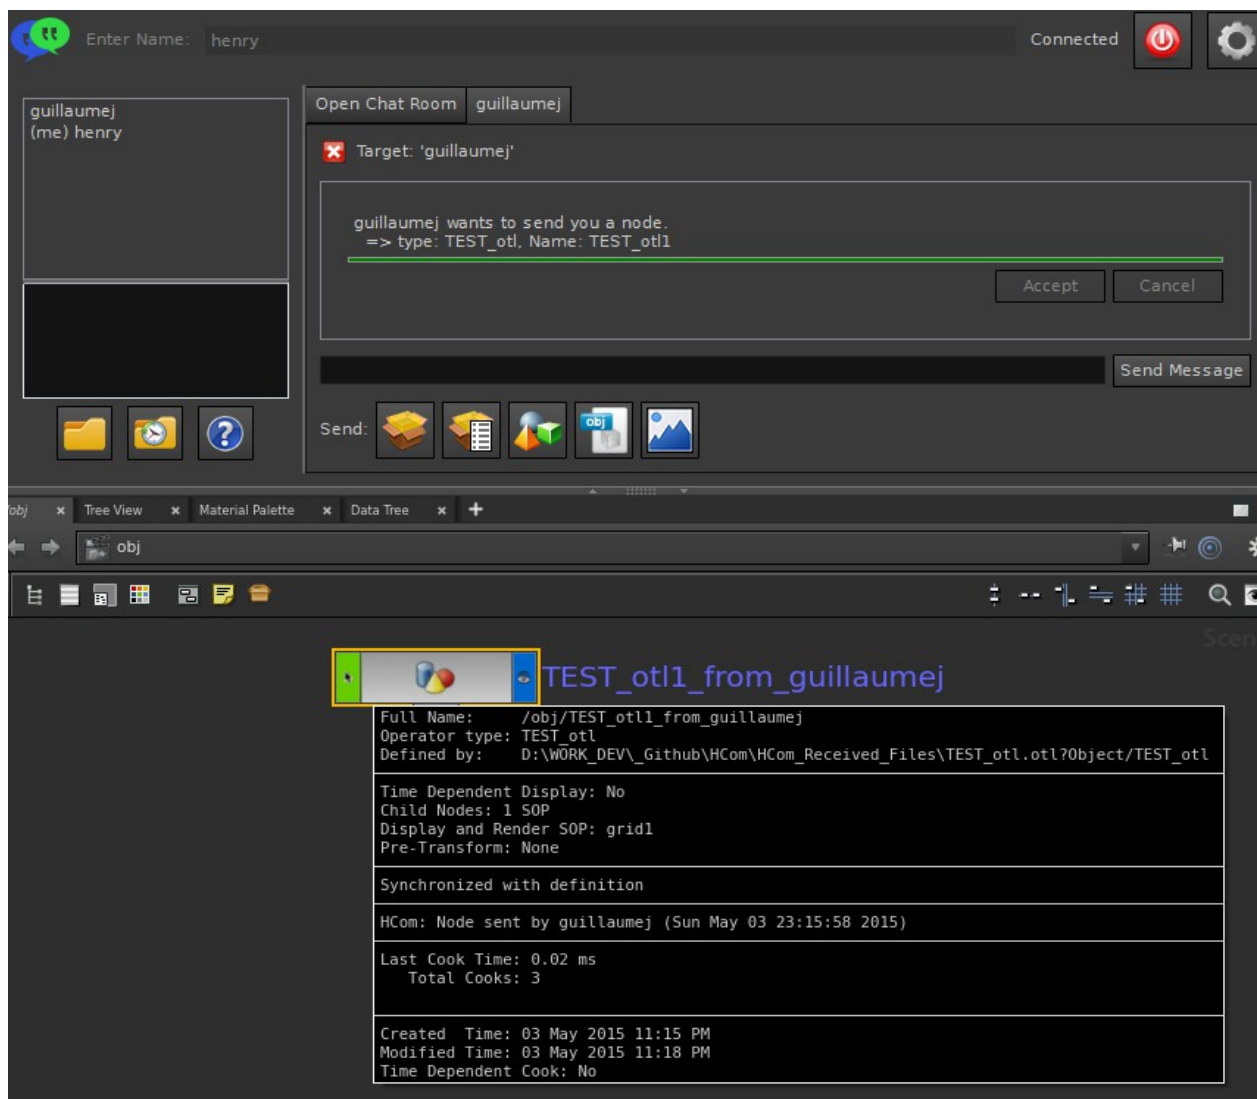 Enter Name: henry Connected
guillaumej
(me) henry
Open Chat Room guillaumej
Target: 'guillaumej'
guillaumej wants to send you a node.
=> type: TEST_otl, Name: TEST_otl1
Accept Cancel
Send Message
Send:
obj
obj Tree View Material Palette Data Tree
obj
Scen
TEST_otl1_from_guillaumej
Full Name: /obj/TEST_otl1_from_guillaumej
Operator type: TEST_otl
Defined by: D:\WORK_DEV\_Github\HCom\HCom_Received_Files\TEST_otl.otl?Object/TEST_otl
Time Dependent Display: No
Child Nodes: 1 SOP
Display and Render SOP: grid1
Pre-Transform: None
Synchronized with definition
HCom: Node sent by guillaumej (Sun May 03 23:15:58 2015)
Last Cook Time: 0.02 ms
Total Cooks: 3
Created Time: 03 May 2015 11:15 PM
Modified Time: 03 May 2015 11:18 PM
Time Dependent Cook: No